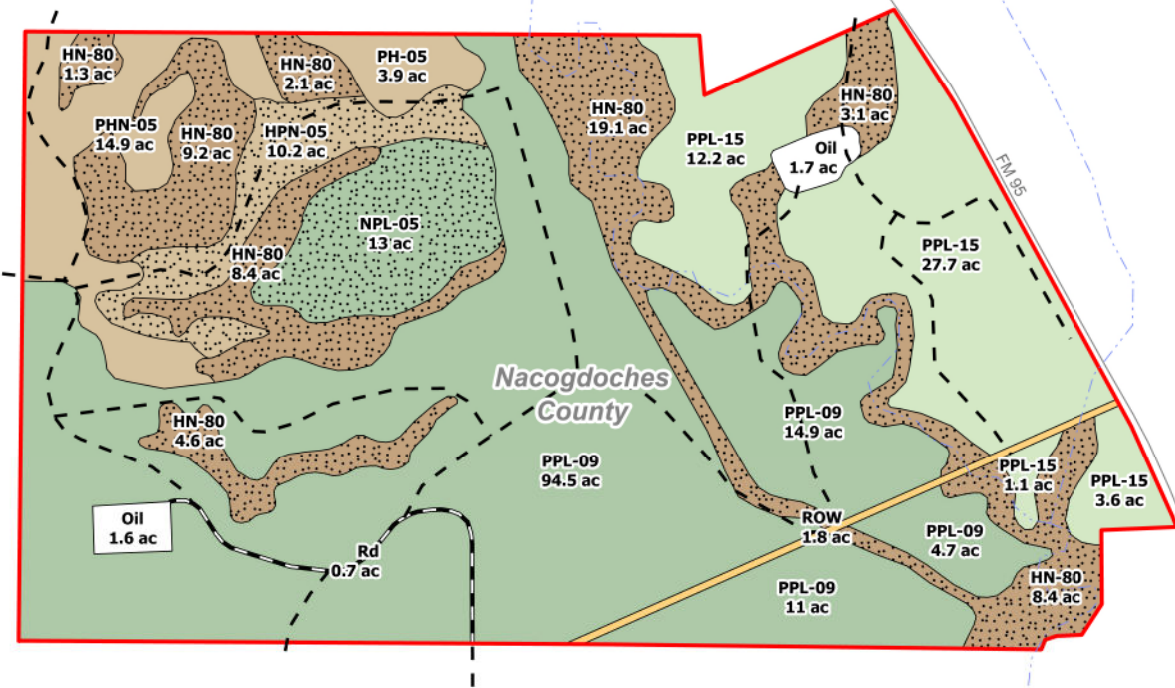 HN-80
1.3 ac
HN-80
2.1 ac
PH-05
3.9 ac
HN-80
19.1 ac
HN-80
3.1 ac
PHN-05
14.9 ac
HN-80
9.2 ac
HPN-05
10.2 ac
PPL-15
12.2 ac
Oil
1.7 ac
FM 95
NPL-05
13 ac
HN-80
8.4 ac
PPL-15
27.7 ac
Nacogdoches
County
HN-80
4.6 ac
PPL-09
14.9 ac
PPL-09
94.5 ac
PPL-15
1.1 ac
PPL-15
3.6 ac
Oil
1.6 ac
ROW
1.8 ac
PPL-09
4.7 ac
Rd
0.7 ac
PPL-09
11 ac
HN-80
8.4 ac